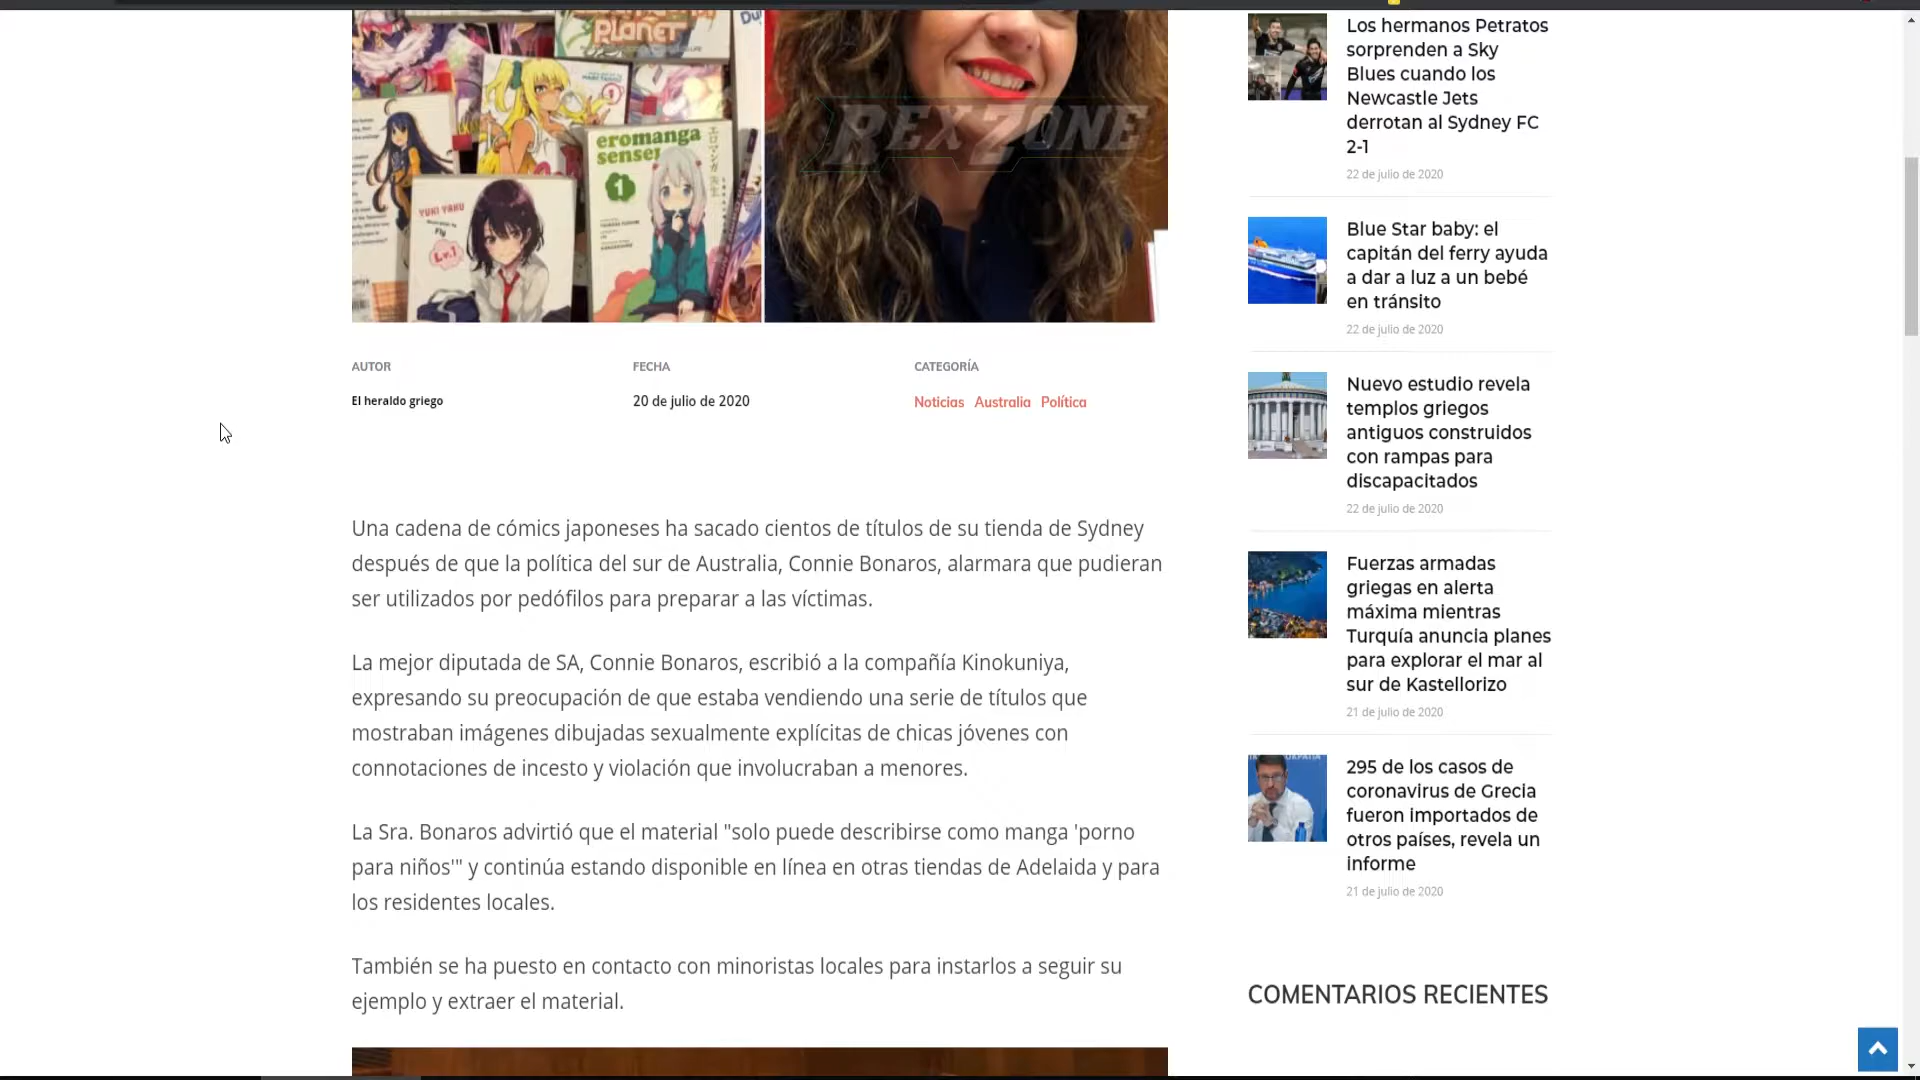 PLANET
eromanga
sensei
1
YUKI YAKU
Fly
Lv.1
REXZONE
AUTOR
FECHA
CATEGORÍA
El heraldo griego
20 de julio de 2020
Noticias Australia Política
Una cadena de cómics japoneses ha sacado cientos de títulos de su tienda de Sydney
después de que la política del sur de Australia, Connie Bonaros, alarmara que pudieran
ser utilizados por pedófilos para preparar a las víctimas.
La mejor diputada de SA, Connie Bonaros, escribió a la compañía Kinokuniya,
expresando su preocupación de que estaba vendiendo una serie de títulos que
mostraban imágenes dibujadas sexualmente explícitas de chicas jóvenes con
connotaciones de incesto y violación que involucraban a menores.
La Sra. Bonaros advirtió que el material "solo puede describirse como manga 'porno
para niños'" y continúa estando disponible en línea en otras tiendas de Adelaida y para
los residentes locales.
También se ha puesto en contacto con minoristas locales para instarlos a seguir su
ejemplo y extraer el material.
Los hermanos Petratos
sorprenden a Sky
Blues cuando los
Newcastle Jets
derrotan al Sydney FC
2-1
22 de julio de 2020
Blue Star baby: el
capitán del ferry ayuda
a dar a luz a un bebé
en tránsito
22 de julio de 2020
Nuevo estudio revela
templos griegos
antiguos construidos
con rampas para
discapacitados
22 de julio de 2020
Fuerzas armadas
griegas en alerta
máxima mientras
Turquía anuncia planes
para explorar el mar al
sur de Kastellorizo
21 de julio de 2020
295 de los casos de
coronavirus de Grecia
fueron importados de
otros países, revela un
informe
21 de julio de 2020
COMENTARIOS RECIENTES